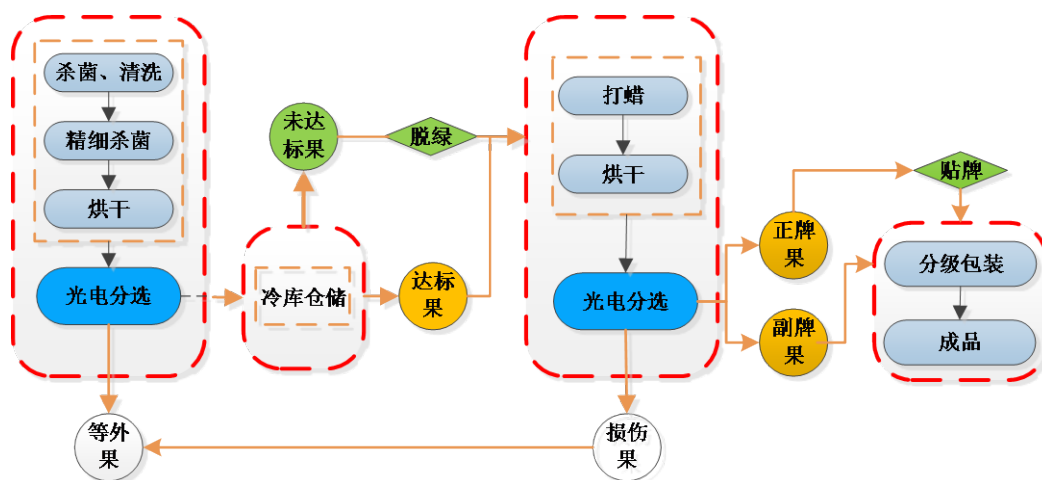 杀菌、清洗
精细杀菌
烘干
光电分选
等外
果
未达
标果
脱绿
冷库仓储
达标
果
打蜡
烘干
光电分选
损伤
果
正牌
果
副牌
果
贴牌
分级包装
成品